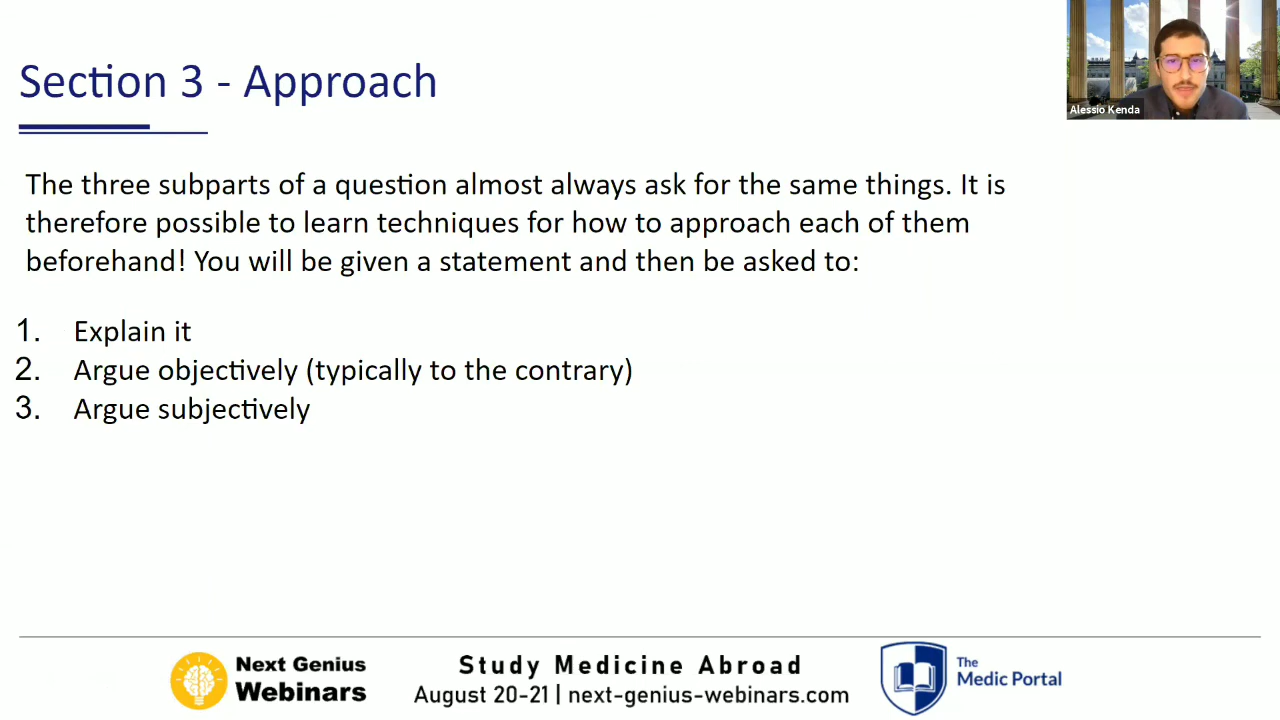 Section 3 - Approach
Alessio Kenda
The three subparts of a question almost always ask for the same things. It is
therefore possible to learn techniques for how to approach each of them
beforehand! You will be given a statement and then be asked to:
1. Explain it
2. Argue objectively (typically to the contrary)
3. Argue subjectively
Next Genius
Webinars
Study Medicine Abroad
August 20-21 | next-genius-webinars.com
The
Medic Portal